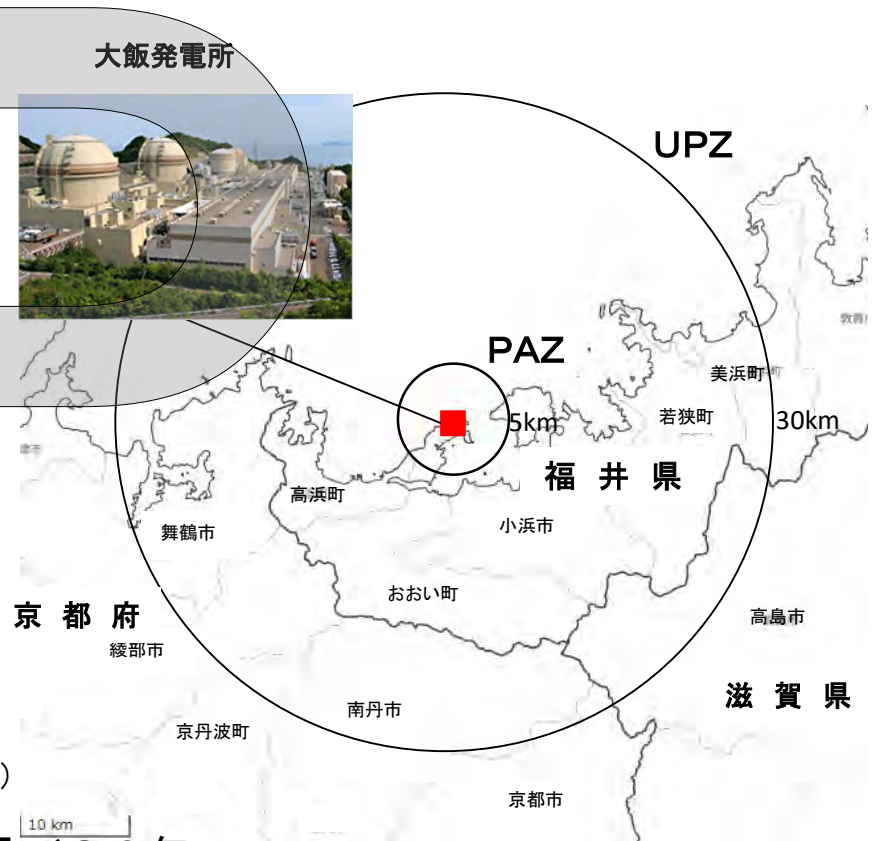 大飯発電所
UPZ
PAZ
美浜町
5km
若狭町
30km
福井県
高浜町
舞鶴市
小浜市
おおい町
京都府
高島市
綾部市
滋賀県
南丹市
京丹波町
)
京都市
10 km